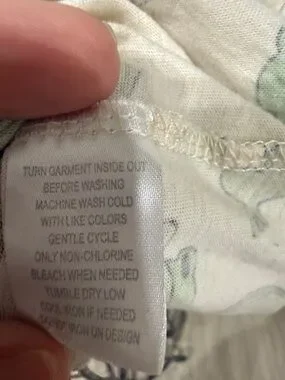 TURN GARMENT INSIDE OUT
BEFORE WASHING
MACHINE WASH COLD
WITH LIKE COLORS
GENTLE CYCLE
ONLY NON-CHLORINE
BLEACH WHEN NEEDED
TUMBLE DRY LOW
COOL IRON IF NEEDED
DO NOT IRON ON DESIGN